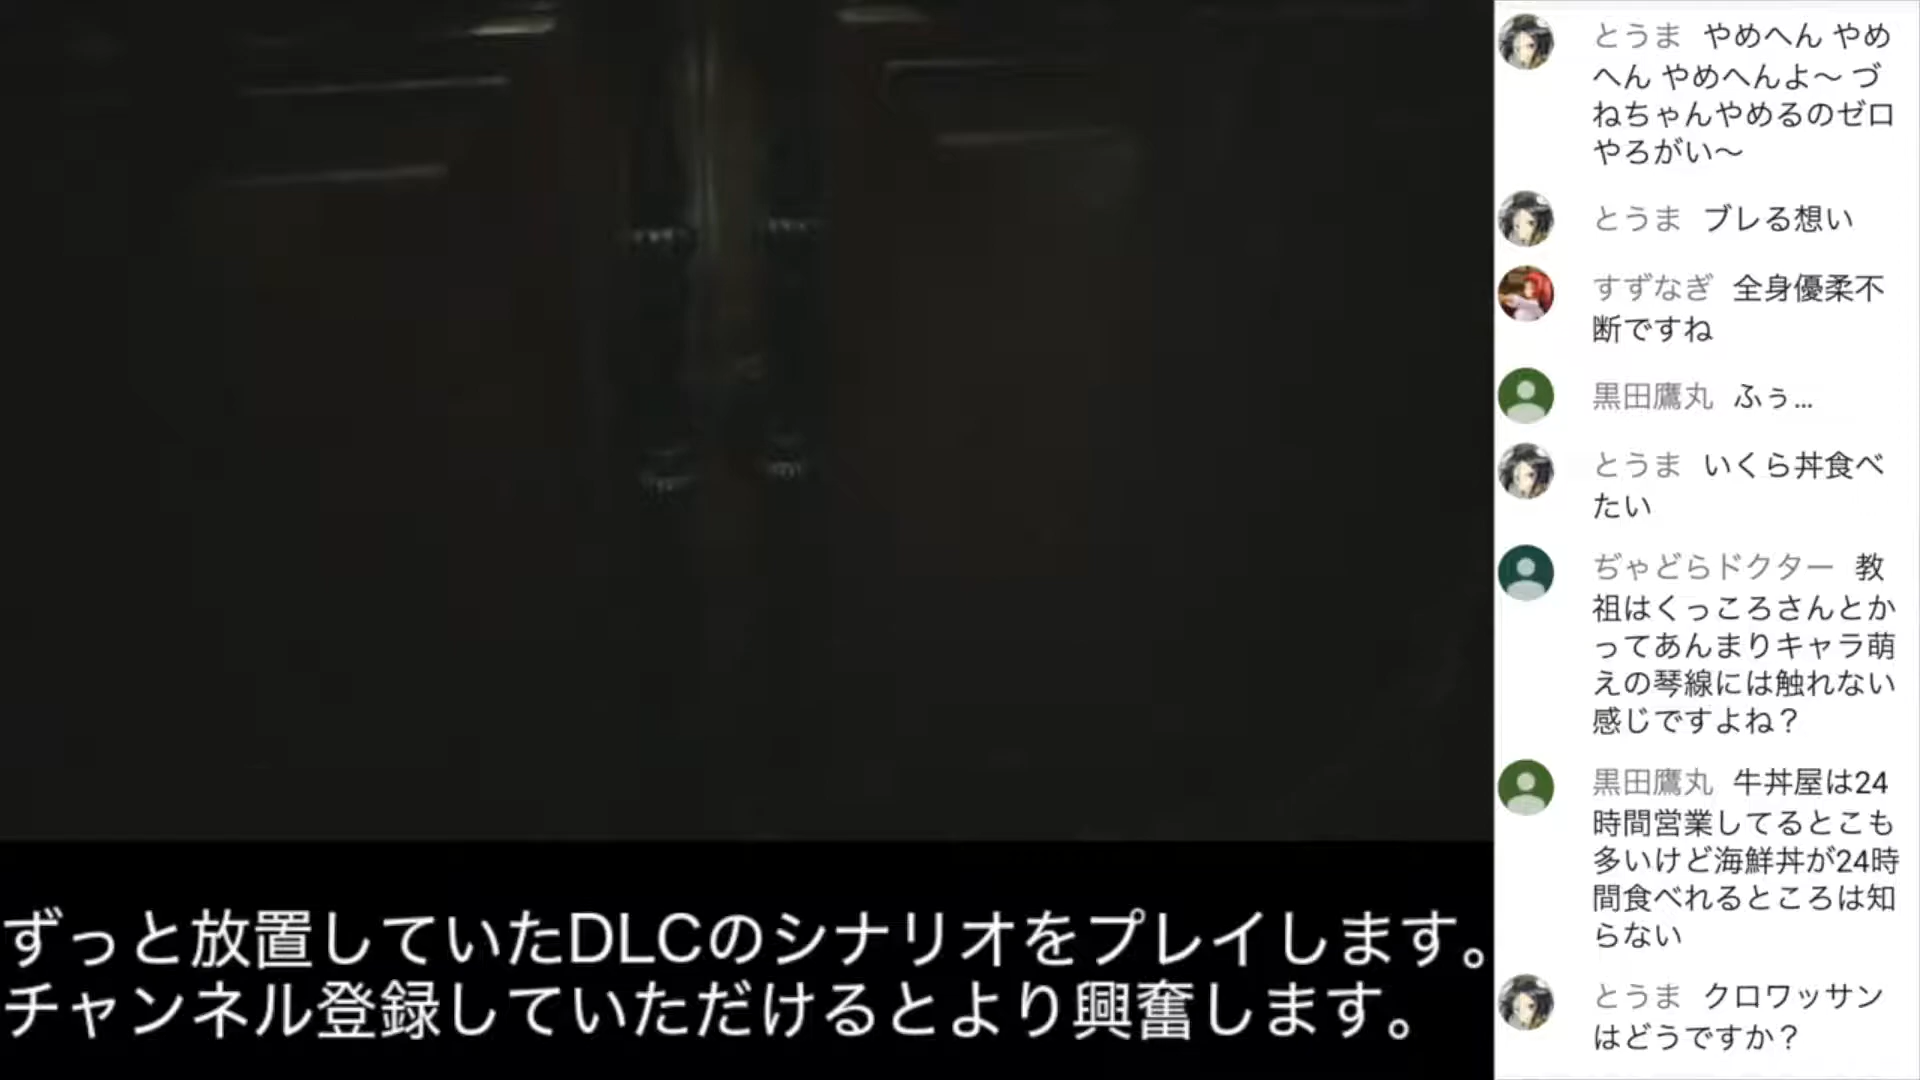 とうま やめへん やめ
へん やめへんよ〜 づ
ねちゃんやめるのゼロ
やろがい〜
とうま ブレる想い
すずなぎ 全身優柔不
断ですね
黒田鷹丸 ふぅ...
とうま いくら丼食べ
たい
ぢゃどらドクター 教
祖はくっころさんとか
ってあんまりキャラ萌
えの琴線には触れない
感じですよね？
黒田鷹丸 牛丼屋は24
時間営業してるとこも
多いけど海鮮丼が24時
間食べれるところは知
らない
とうま クロワッサン
はどうですか？
ずっと放置していたDLCのシナリオをプレイします。
チャンネル登録していただけるとより興奮します。